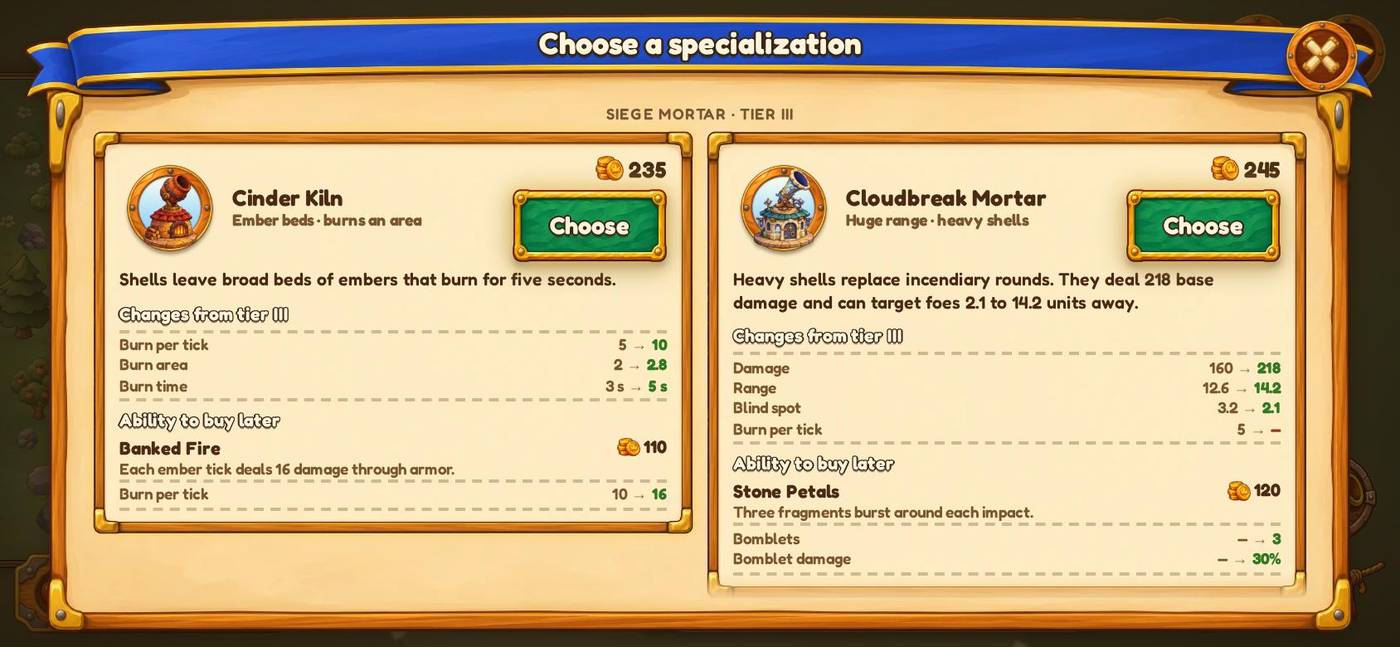 Choose a specialization
SIEGE MORTAR · TIER III
235
Cinder Kiln
Ember beds · burns an area
Choose
Shells leave broad beds of embers that burn for five seconds.
Changes from tier III
Burn per tick 5 → 10
Burn area 2 → 2.8
Burn time 3 s → 5 s
Ability to buy later
Banked Fire 110
Each ember tick deals 16 damage through armor.
Burn per tick 10 → 16
245
Cloudbreak Mortar
Huge range · heavy shells
Choose
Heavy shells replace incendiary rounds. They deal 218 base
damage and can target foes 2.1 to 14.2 units away.
Changes from tier III
Damage 160 → 218
Range 12.6 → 14.2
Blind spot 3.2 → 2.1
Burn per tick 5 → –
Ability to buy later
Stone Petals 120
Three fragments burst around each impact.
Bomblets – → 3
Bomblet damage – → 30%